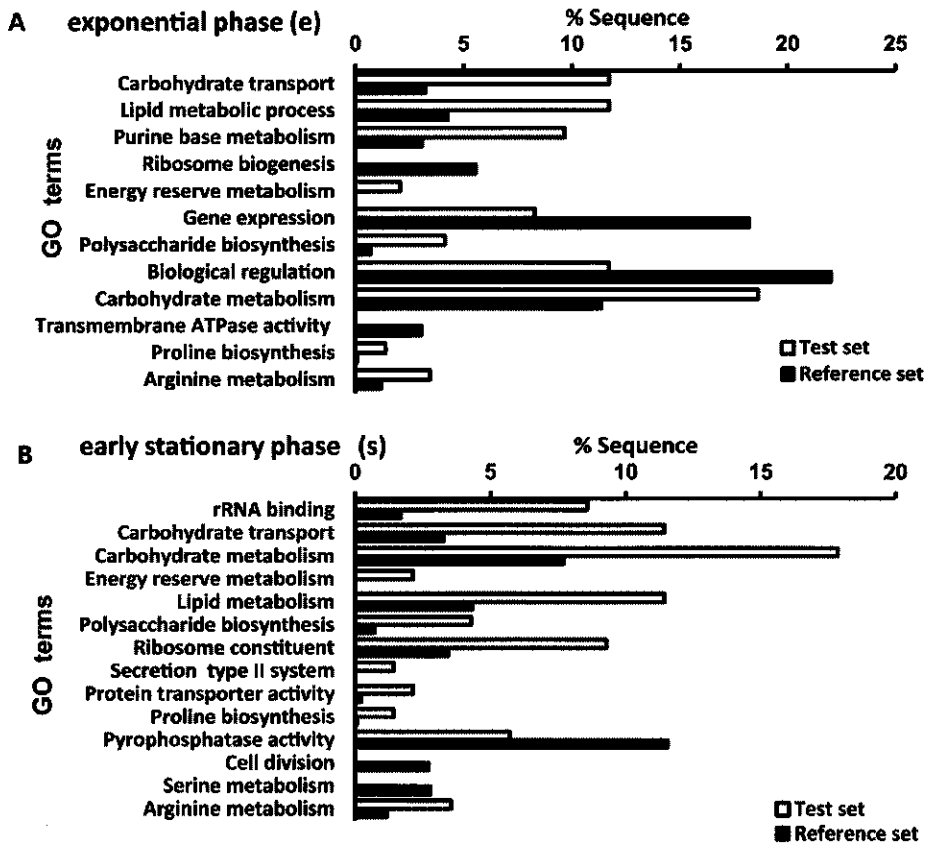 A exponential phase (e)
% Sequence
0 5 10 15 20 25
GO terms
Carbohydrate transport
Lipid metabolic process
Purine base metabolism
Ribosome biogenesis
Energy reserve metabolism
Gene expression
Polysaccharide biosynthesis
Biological regulation
Carbohydrate metabolism
Transmembrane ATPase activity
Proline biosynthesis
Arginine metabolism
Test set
Reference set
B early stationary phase (s)
% Sequence
0 5 10 15 20
GO terms
rRNA binding
Carbohydrate transport
Carbohydrate metabolism
Energy reserve metabolism
Lipid metabolism
Polysaccharide biosynthesis
Ribosome constituent
Secretion type II system
Protein transporter activity
Proline biosynthesis
Pyrophosphatase activity
Cell division
Serine metabolism
Arginine metabolism
Test set
Reference set